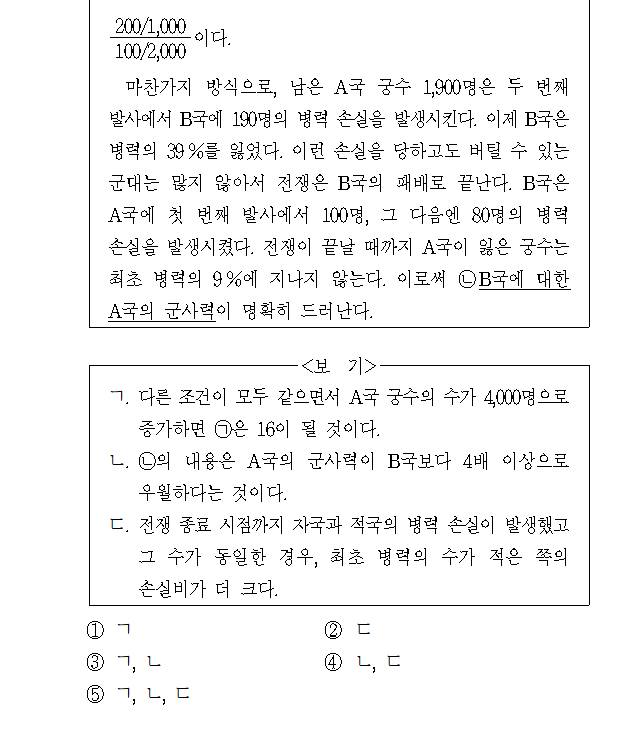 200/1,000
100/2,000 이다.
마찬가지 방식으로, 남은 A국 궁수 1,900명은 두 번째
발사에서 B국에 190명의 병력 손실을 발생시킨다. 이제 B국은
병력의 39%를 잃었다. 이런 손실을 당하고도 버틸 수 있는
군대는 많지 않아서 전쟁은 B국의 패배로 끝난다. B국은
A국에 첫 번째 발사에서 100명, 그 다음엔 80명의 병력
손실을 발생시켰다. 전쟁이 끝날 때까지 A국이 잃은 궁수는
최초 병력의 9%에 지나지 않는다. 이로써 ㉡B국에 대한
A국의 군사력이 명확히 드러난다.
<보 기>
ㄱ. 다른 조건이 모두 같으면서 A국 궁수의 수가 4,000명으로
증가하면 ㉠은 16이 될 것이다.
ㄴ. ㉡의 내용은 A국의 군사력이 B국보다 4배 이상으로
우월하다는 것이다.
ㄷ. 전쟁 종료 시점까지 자국과 적국의 병력 손실이 발생했고
그 수가 동일한 경우, 최초 병력의 수가 적은 쪽의
손실비가 더 크다.
① ㄱ ② ㄷ
③ ㄱ, ㄴ ④ ㄴ, ㄷ
⑤ ㄱ, ㄴ, ㄷ